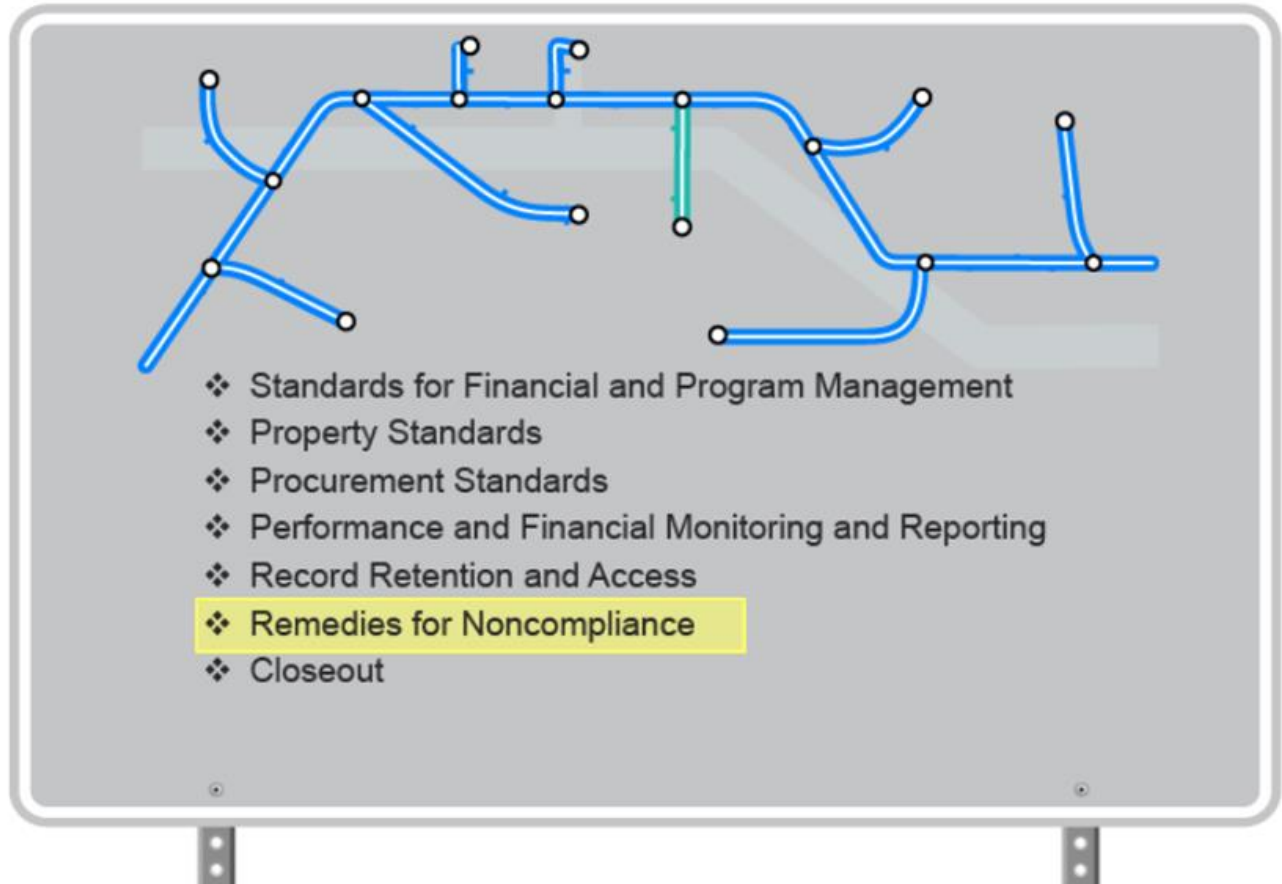 ❖ Standards for Financial and Program Management
❖ Property Standards
❖ Procurement Standards
❖ Performance and Financial Monitoring and Reporting
❖ Record Retention and Access
❖ Remedies for Noncompliance
❖ Closeout